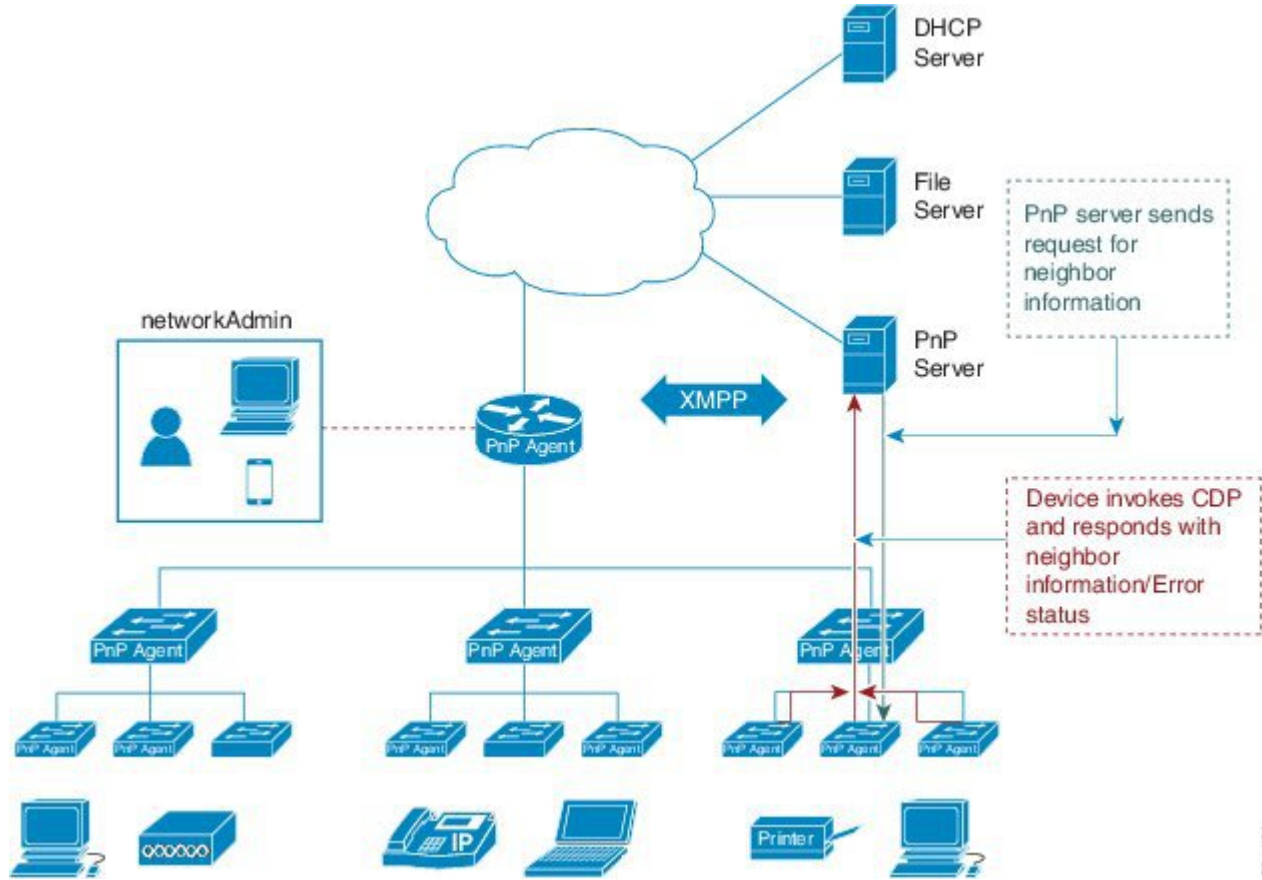 DHCP
Server
File
Server
PnP server sends
request for
neighbor
information
networkAdmin
PnP
Server
XMPP
PnP Agent
Device invokes CDP
and responds with
neighbor
information/Error
status
PnP Agent
PnP Agent
PnP Agent
PnP Agent
PnP Agent
PnP Agent
PnP Agent
PnP Agent
PnP Agent
PnP Agent
IP
Printer